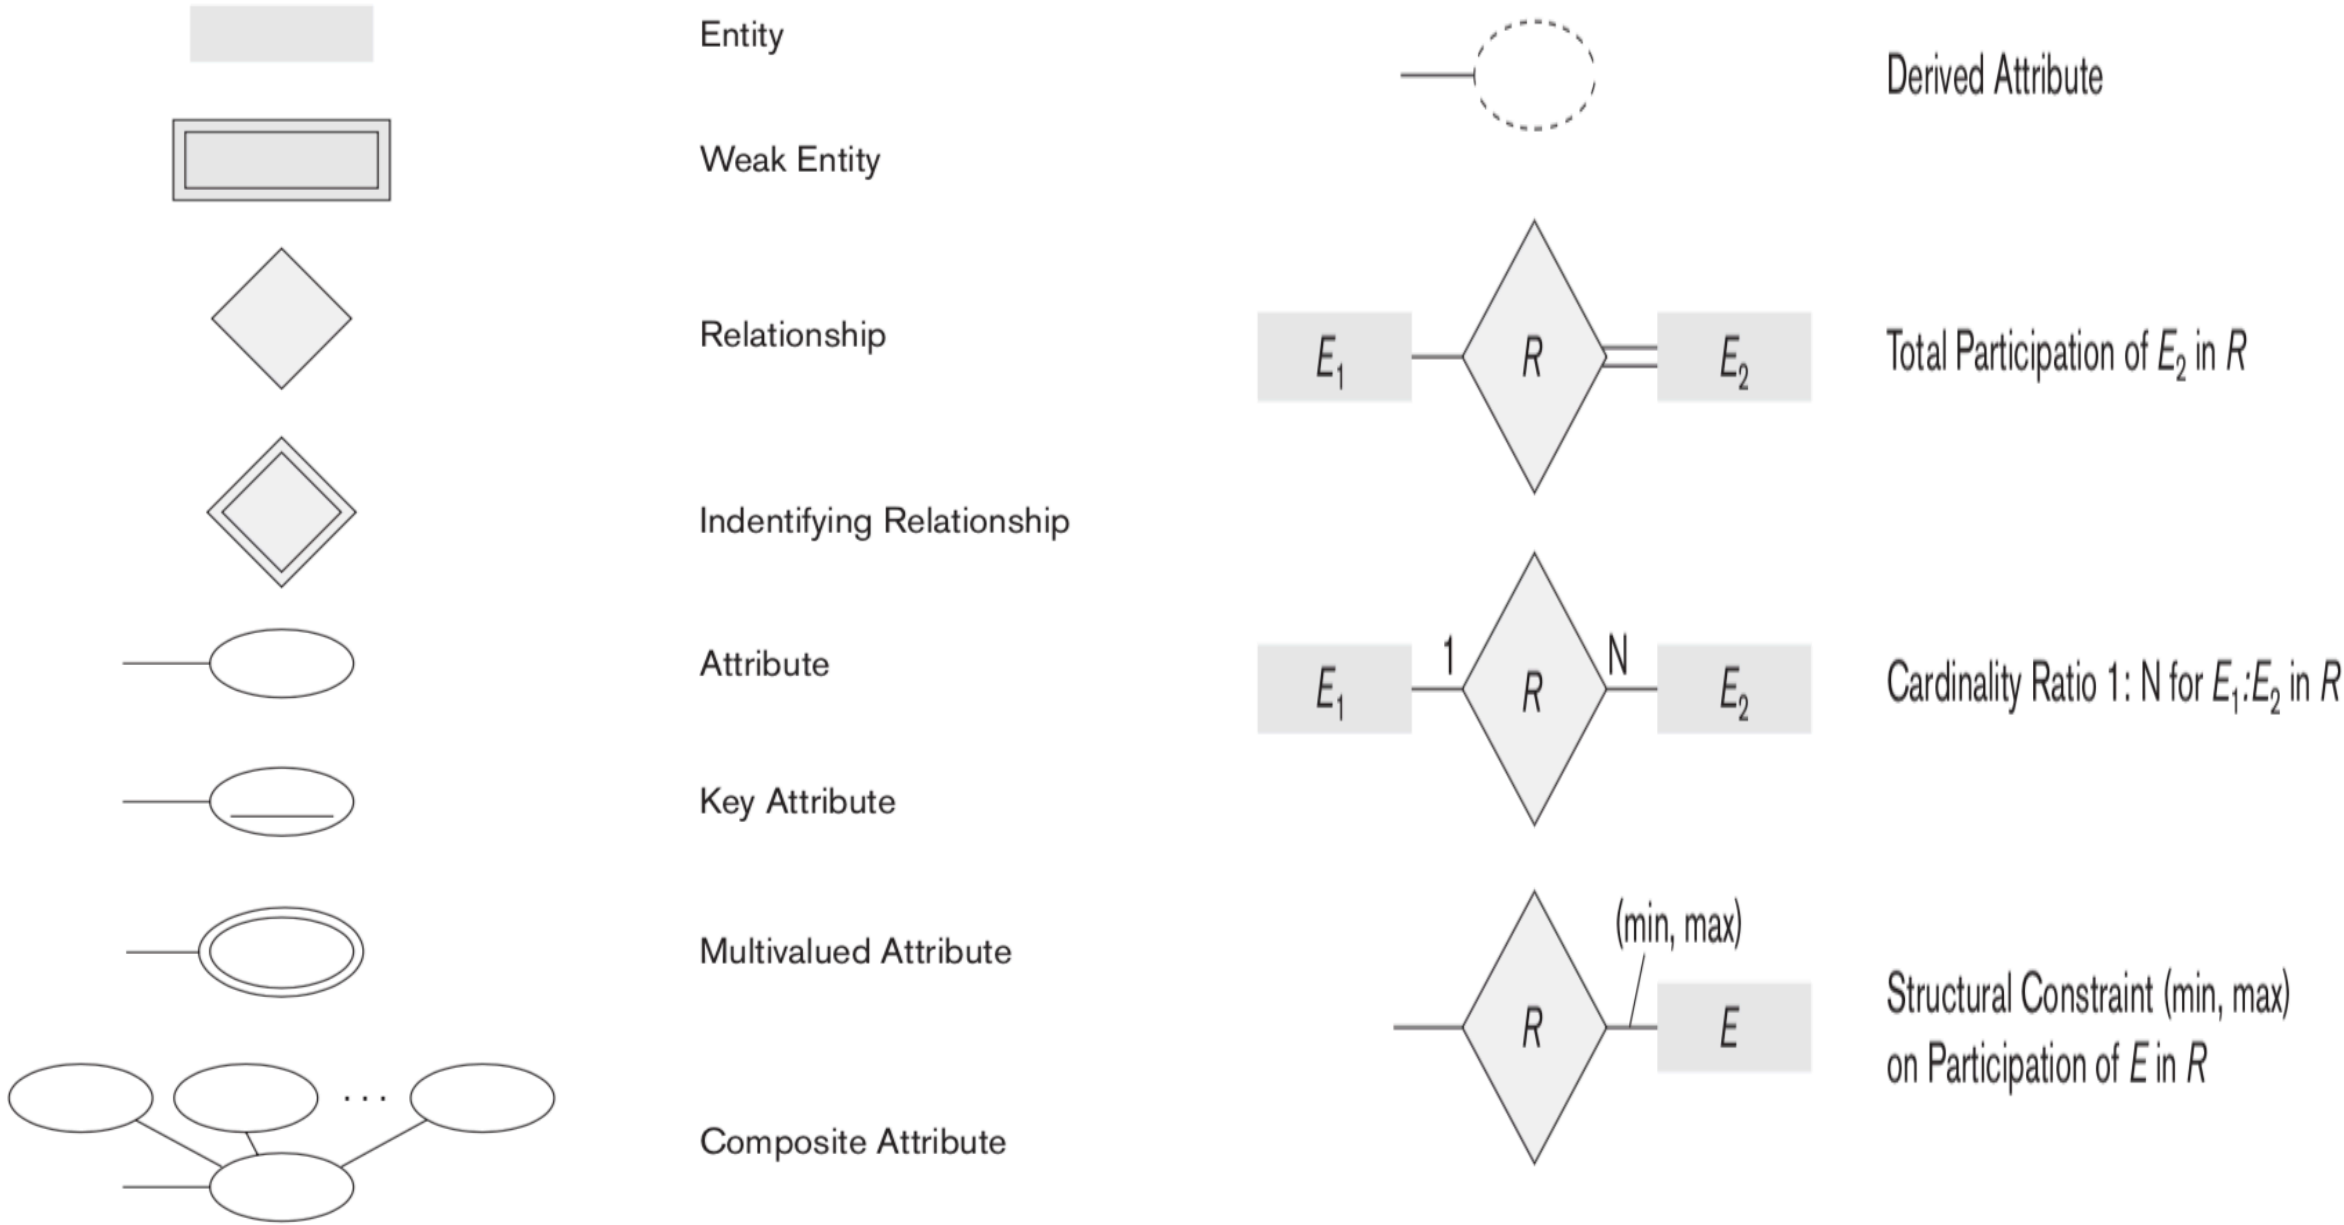 Entity
Weak Entity
Relationship
Indentifying Relationship
Attribute
Key Attribute
Multivalued Attribute
. . .
Composite Attribute
Derived Attribute
E1
R
E2
Total Participation of E2 in R
E1
1
R
N
E2
Cardinality Ratio 1: N for E1:E2 in R
(min, max)
R
E
Structural Constraint (min, max)
on Participation of E in R